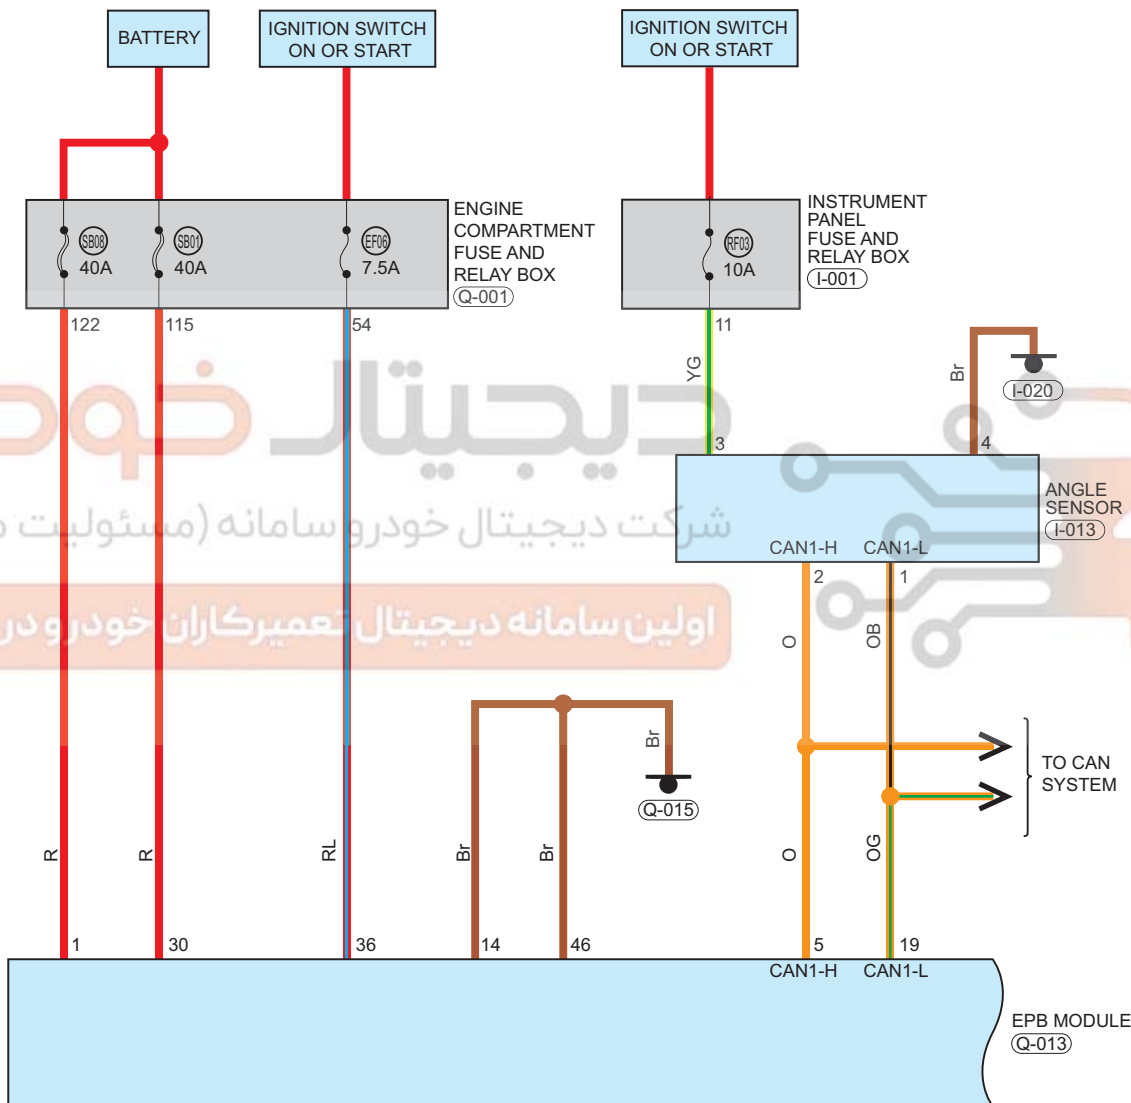 BATTERY
IGNITION SWITCH
ON OR START
IGNITION SWITCH
ON OR START
SB08
40A
SB01
40A
EF06
7.5A
ENGINE
COMPARTMENT
FUSE AND
RELAY BOX
Q-001
RF03
10A
INSTRUMENT
PANEL
FUSE AND
RELAY BOX
I-001
122
115
54
11
YG
Br
I-020
3
4
دیجیتال خود
شرکت دیجیتال خودرو سامانه (مسئولیت
اولین سامانه دیجیتال تعمیرکاران خودرو در
ANGLE
SENSOR
I-013
CAN1-H
CAN1-L
2
1
O
OB
Br
Q-015
TO CAN
SYSTEM
R
R
RL
Br
Br
O
OG
1
30
36
14
46
5
19
CAN1-H
CAN1-L
EPB MODULE
Q-013